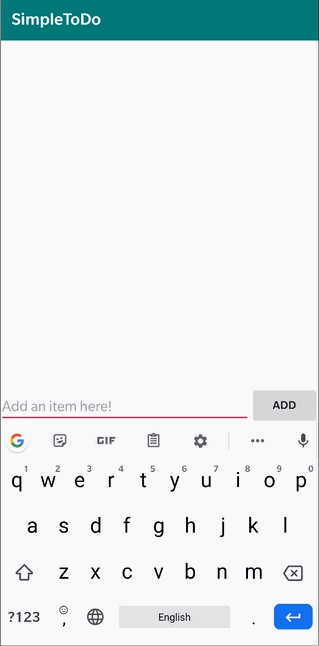 SimpleToDo
Add an item here!
ADD
GIF
1 2 3 4 5 6 7 8 9 0
q w e r t y u i o p
a s d f g h j k l
z x c v b n m
?123 , English .